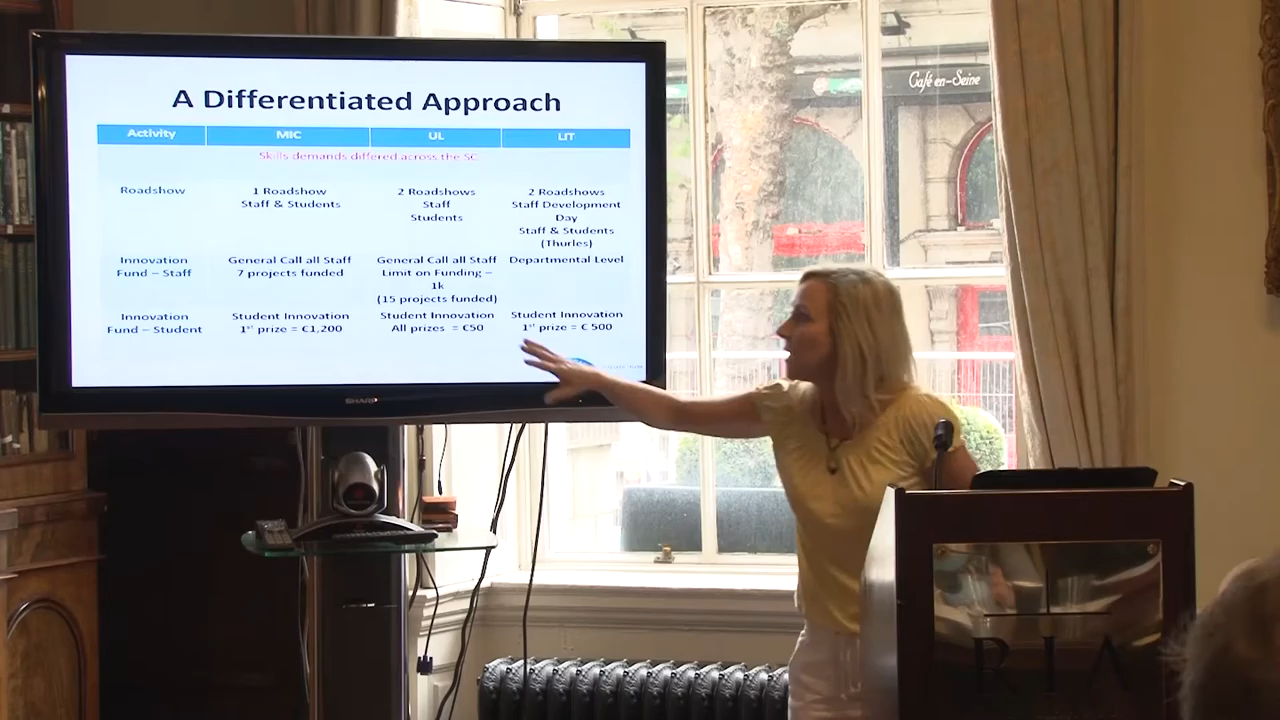 A Differentiated Approach
Activity MIC UL LIT
Skills demands differed across the SC
Roadshow
1 Roadshow
Staff & Students
2 Roadshows
Staff
Students
2 Roadshows
Staff Development
Day
Staff & Students
(Thurles)
Innovation
Fund – Staff
General Call all Staff
7 projects funded
General Call all Staff
Limit on Funding –
1k
(15 projects funded)
Departmental Level
Innovation
Fund – Student
Student Innovation
1st prize = €1,200
Student Innovation
All prizes = €50
Student Innovation
1st prize = € 500
SHARP
Café en-Seine
RIA